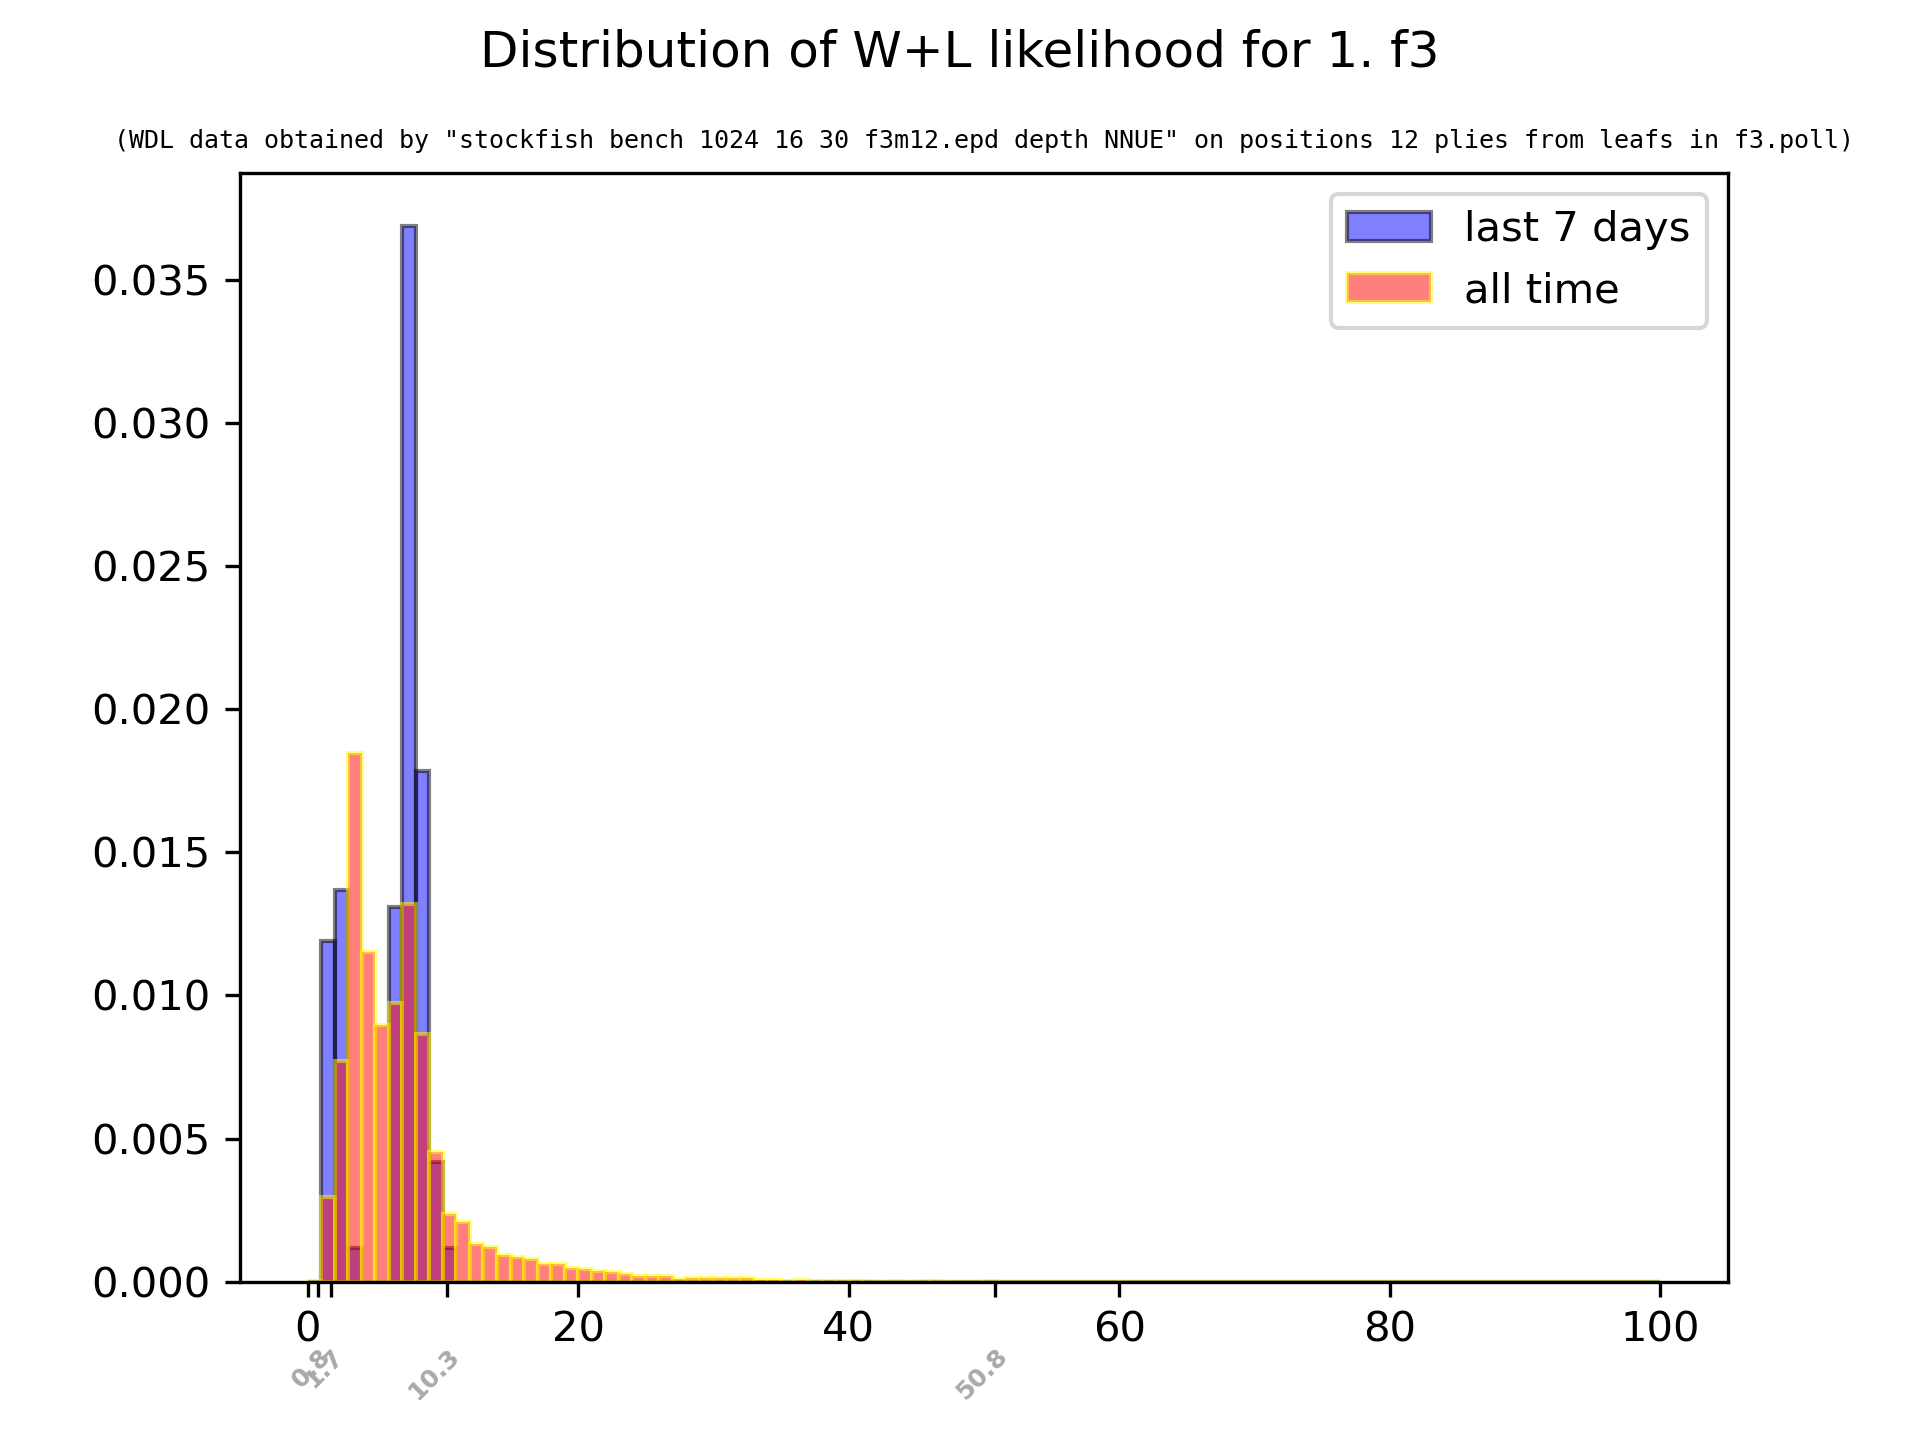 Distribution of W+L likelihood for 1. f3
(WDL data obtained by "stockfish bench 1024 16 30 f3m12.epd depth NNUE" on positions 12 plies from leafs in f3.poll)
last 7 days
all time
0.035
0.030
0.025
0.020
0.015
0.010
0.005
0.000
0 20 40 60 80 100
0.8 1.7 10.3 50.8